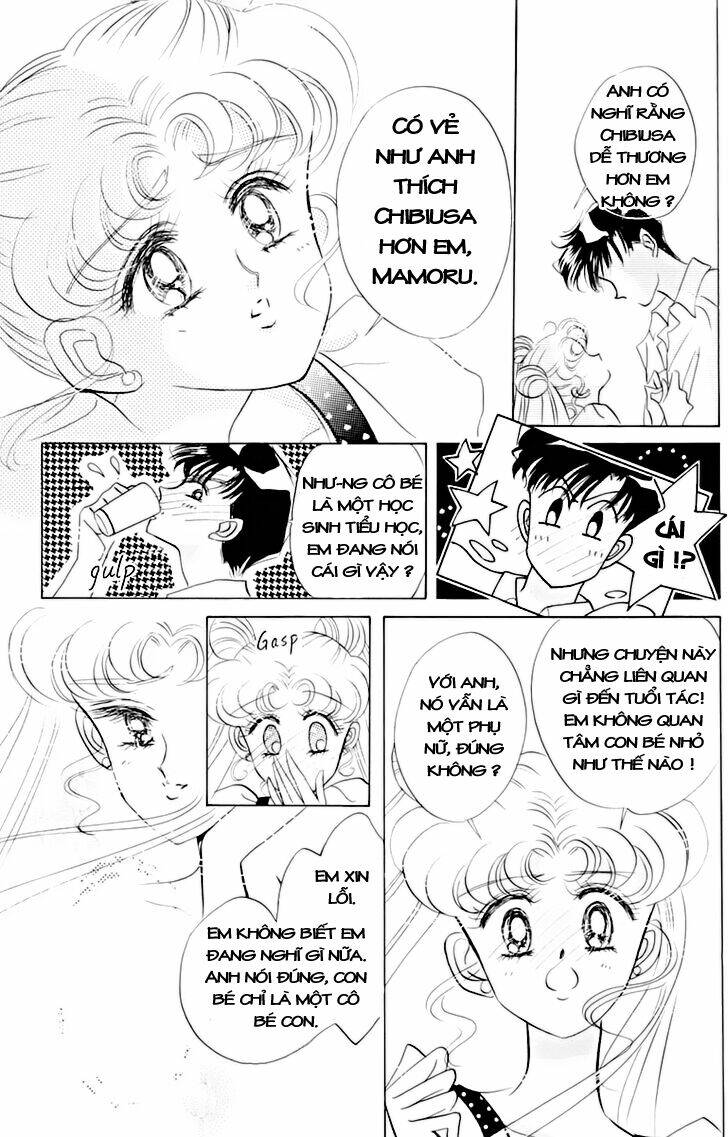 ANH CÓ
NGHĨ RẰNG
CHIBIUSA
DỄ THƯƠNG
HƠN EM
KHÔNG ?
CÓ VẺ
NHƯ ANH
THÍCH
CHIBIUSA
HƠN EM,
MAMORU.
CÁI
GÌ !?
NHƯ-NG CÔ BÉ
LÀ MỘT HỌC
SINH TIỂU HỌC,
EM ĐANG NÓI
CÁI GÌ VẬY ?
gulp
NHƯNG CHUYỆN NÀY
CHẲNG LIÊN QUAN
GÌ ĐẾN TUỔI TÁC!
EM KHÔNG QUAN
TÂM CON BÉ NHỎ
NHƯ THẾ NÀO !
VỚI ANH,
NÓ VẪN LÀ
MỘT PHỤ
NỮ, ĐÚNG
KHÔNG ?
Gasp
EM XIN
LỖI.
EM KHÔNG BIẾT EM
ĐANG NGHĨ GÌ NỮA.
ANH NÓI ĐÚNG, CON
BÉ CHỈ LÀ MỘT CÔ
BÉ CON.